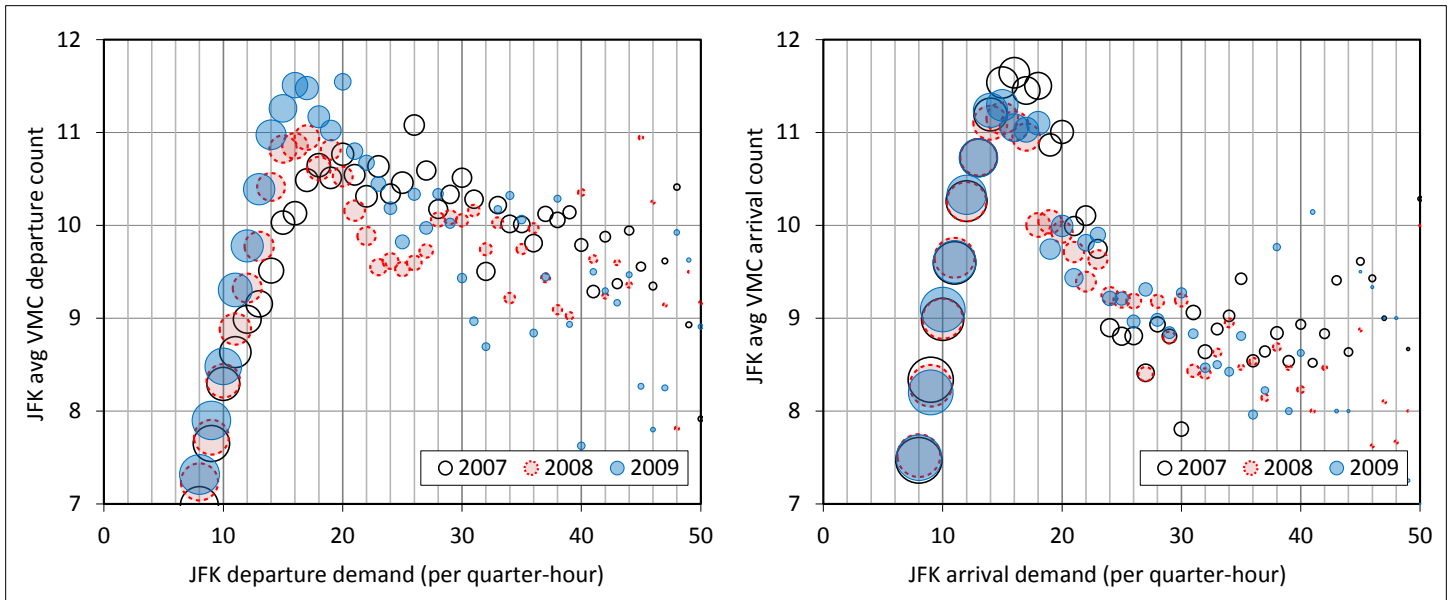 JFK avg VMC departure count
12
11
10
9
8
7
0 10 20 30 40 50
JFK departure demand (per quarter-hour)
2007 2008 2009
JFK avg VMC arrival count
12
11
10
9
8
7
0 10 20 30 40 50
JFK arrival demand (per quarter-hour)
2007 2008 2009